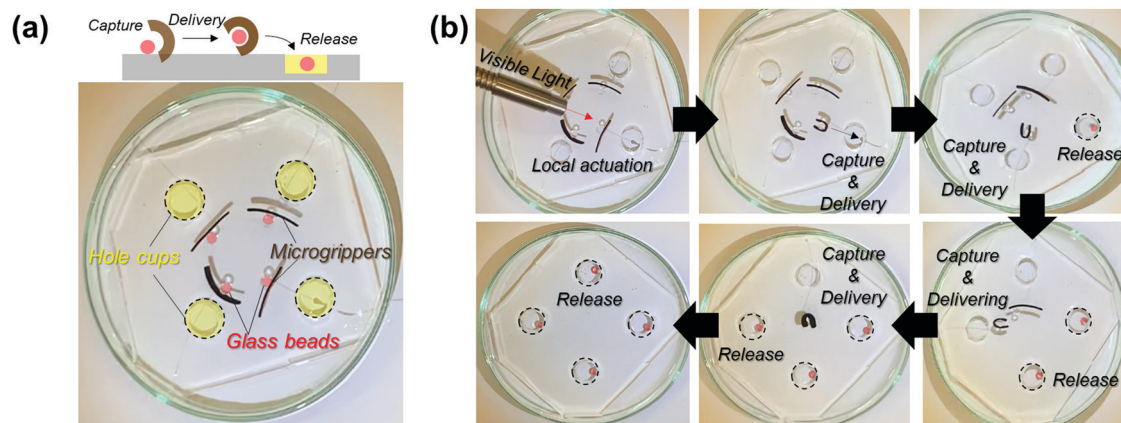 (a)
Capture
Delivery
Release
Hole cups
Microgrippers
Glass beads
(b)
Visible Light
Local actuation
Capture
&
Delivery
Capture
&
Delivery
Release
Capture
&
Delivering
Release
Capture
&
Delivery
Release
Release